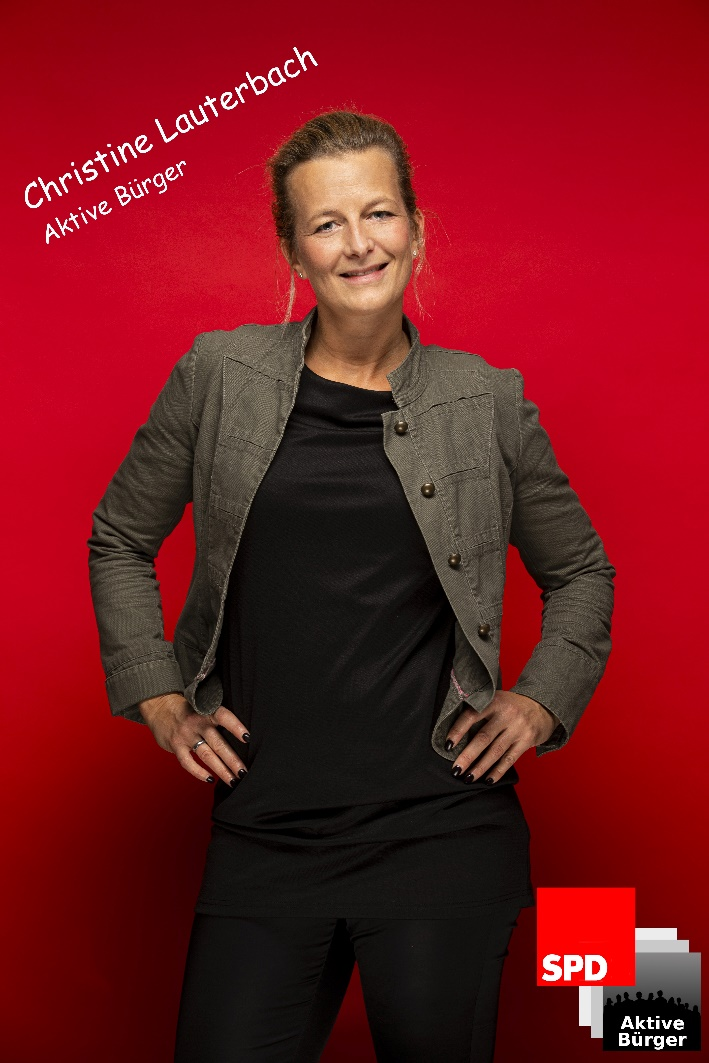 Christine Lauterbach
Aktive Bürger
SPD
Aktive
Bürger